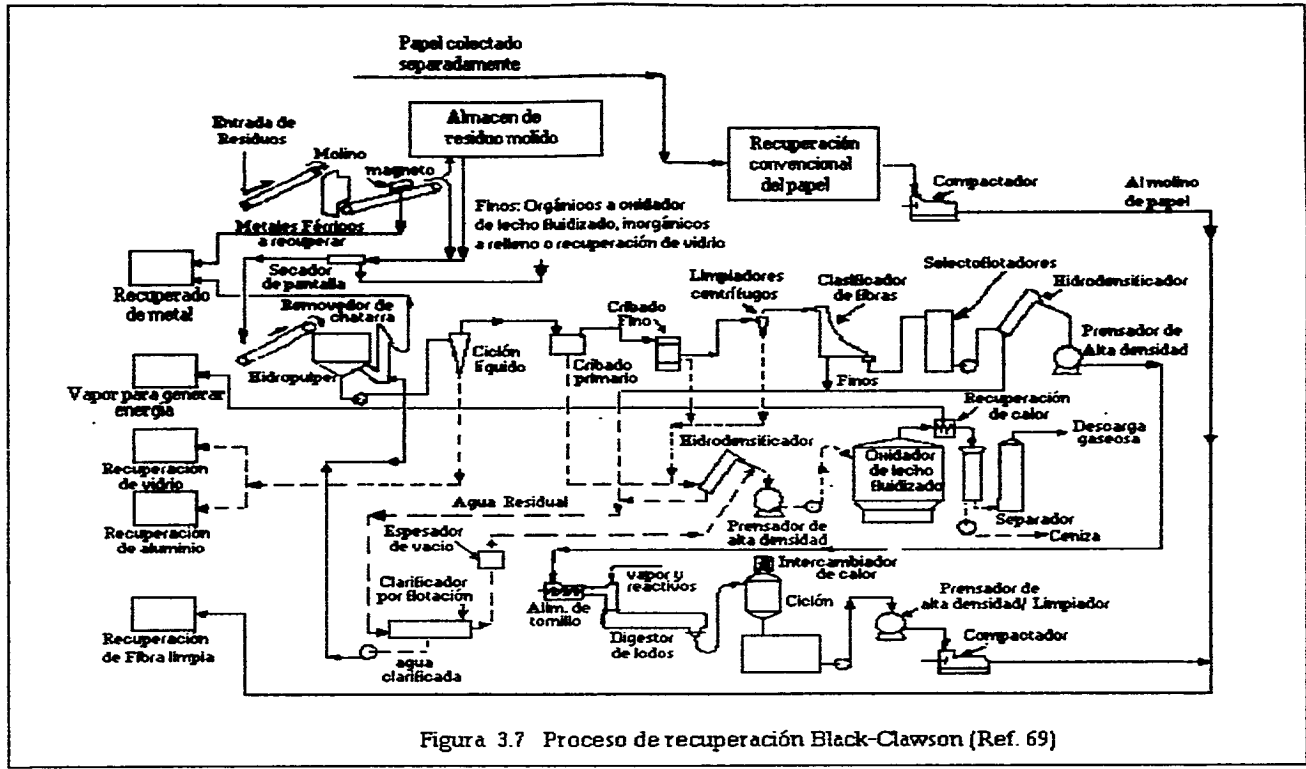 Papel colectado
separadamente
Entrada de
Residuos
Molino
magneto
Almacen de
residuo molido
Recuperación
convencional
del papel
Compactador
Al molino
de papel
Metales Férricos
a recuperar
Finos: Orgánicos a oxidador
de lecho fluidizado, inorgánicos
a relleno o recuperación de vidrio
Secador
de pantalla
Recuperado
de metal
Removedor de
chatarra
Hidropulper
Ciclón
líquido
Cribado
primario
Cribado
Fino
Limpiadores
centrífugos
Clasificador
de fibras
Selectoflotadores
Hidrodensificador
Prensador de
Alta densidad
Finos
Vapor para generar
energía
Recuperación
de calor
Descarga
gaseosa
Recuperación
de vidrio
Hidrodensificador
Oxidador
de lecho
fluidizado
Recuperación
de aluminio
Agua Residual
Prensador de
alta densidad
Separador
Ceniza
Espesador
de vacio
Clarificador
por flotación
vapor y
reactivos
Alim. de
tornillo
Digestor
de lodos
Intercambiador
de calor
Ciclón
Prensador de
alta densidad/ Limpiador
Compactador
Recuperación
de Fibra limpia
agua
clarificada
Figura 3.7 Proceso de recuperación Black-Clawson (Ref. 69)